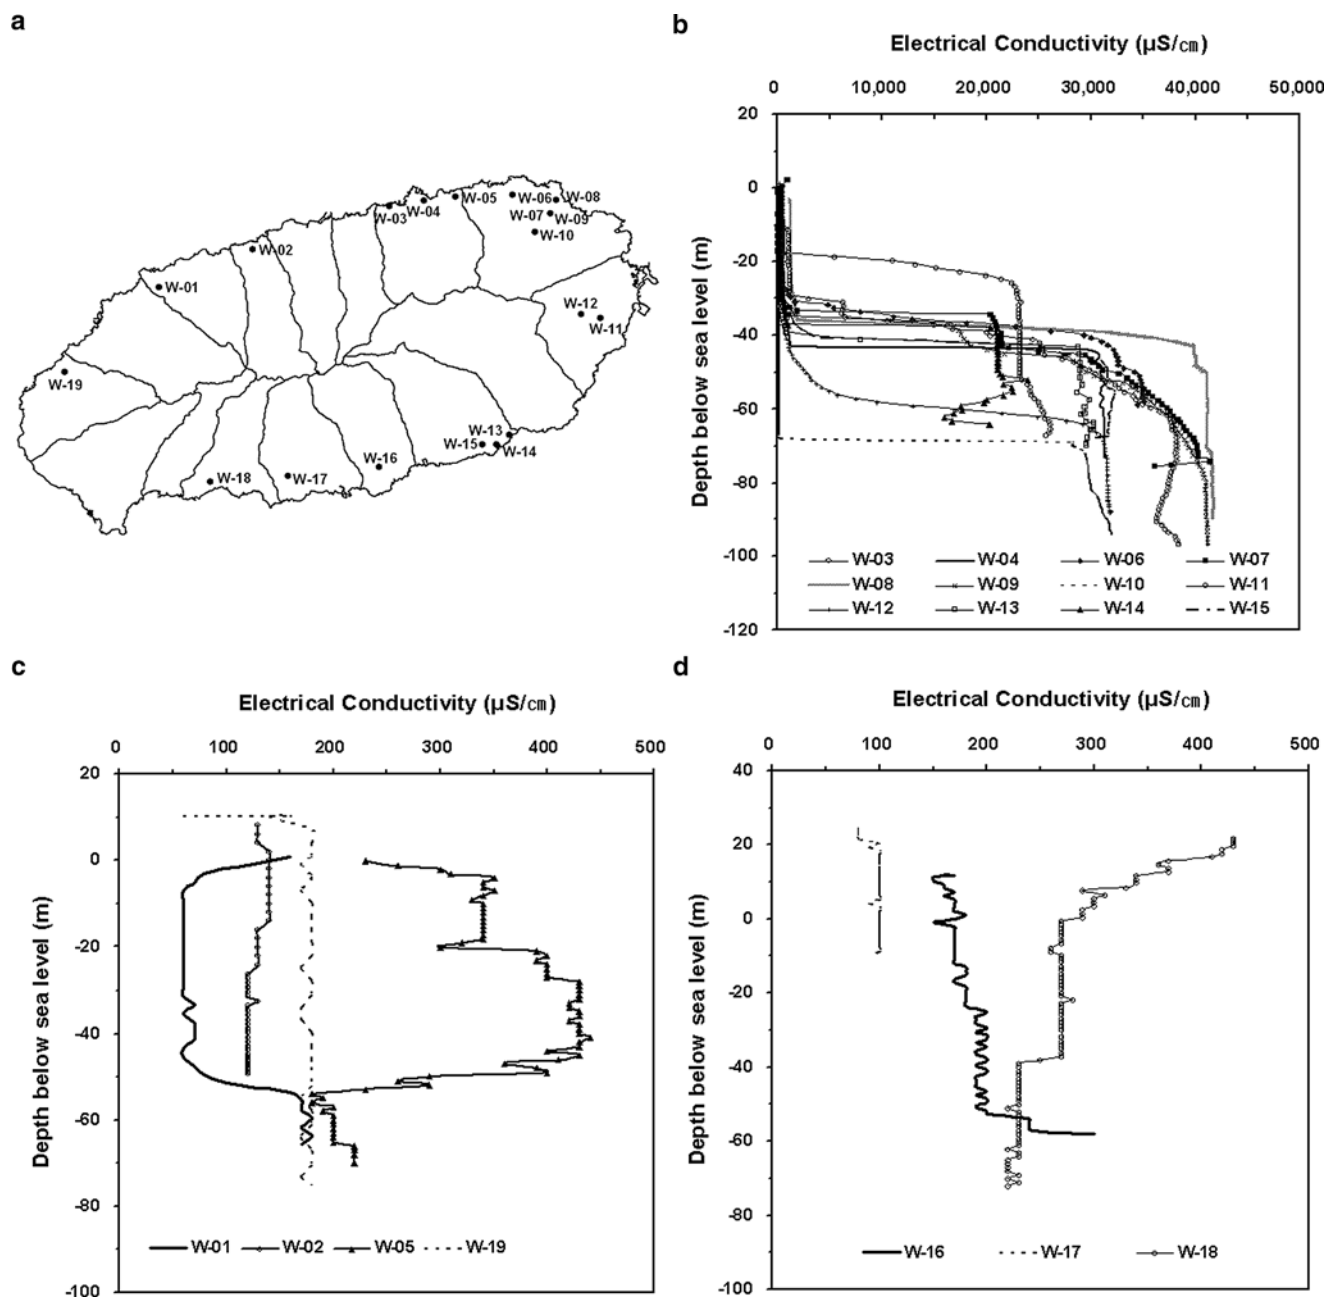 a
W-05
W-06
W-08
W-04
W-03
W-07
W-09
W-10
W-02
W-01
W-12
W-11
W-19
W-13
W-15
W-14
W-16
W-18
W-17
b
Electrical Conductivity (µS/㎝)
0 10,000 20,000 30,000 40,000 50,000
20
0
-20
-40
-60
-80
-100
-120
Depth below sea level (m)
W-03 W-04 W-06 W-07
W-08 W-09 W-10 W-11
W-12 W-13 W-14 W-15
c
Electrical Conductivity (µS/㎝)
0 100 200 300 400 500
20
0
-20
-40
-60
-80
-100
Depth below sea level (m)
W-01 W-02 W-05 W-19
d
Electrical Conductivity (µS/㎝)
0 100 200 300 400 500
40
20
0
-20
-40
-60
-80
-100
Depth below sea level (m)
W-16 W-17 W-18